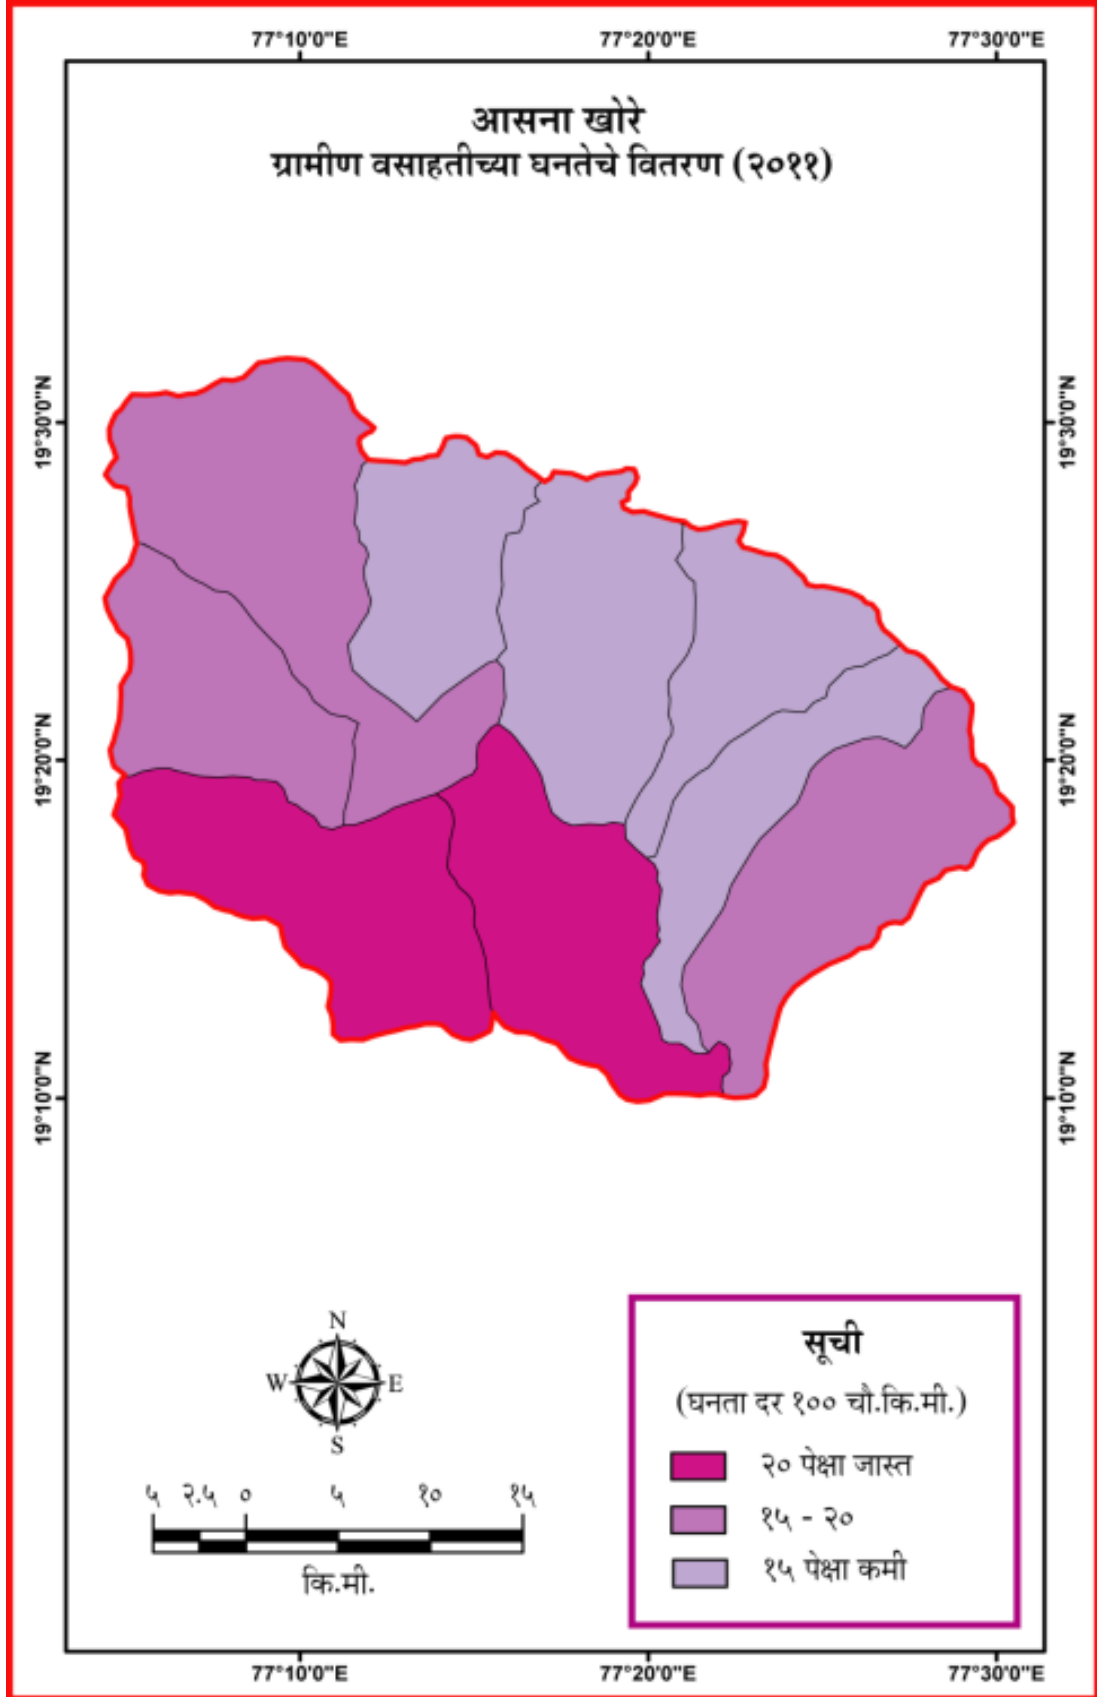 77°10'0"E 77°20'0"E 77°30'0"E
आसना खोरे
ग्रामीण वसाहतीच्या घनतेचे वितरण (२०११)
19°30'0"N 19°30'0"N
19°20'0"N 19°20'0"N
19°10'0"N 19°10'0"N
N
W E
S
५ २.५ ० ५ १० १५
कि.मी.
सूची
(घनता दर १०० चौ.कि.मी.)
२० पेक्षा जास्त
१५ - २०
१५ पेक्षा कमी
77°10'0"E 77°20'0"E 77°30'0"E